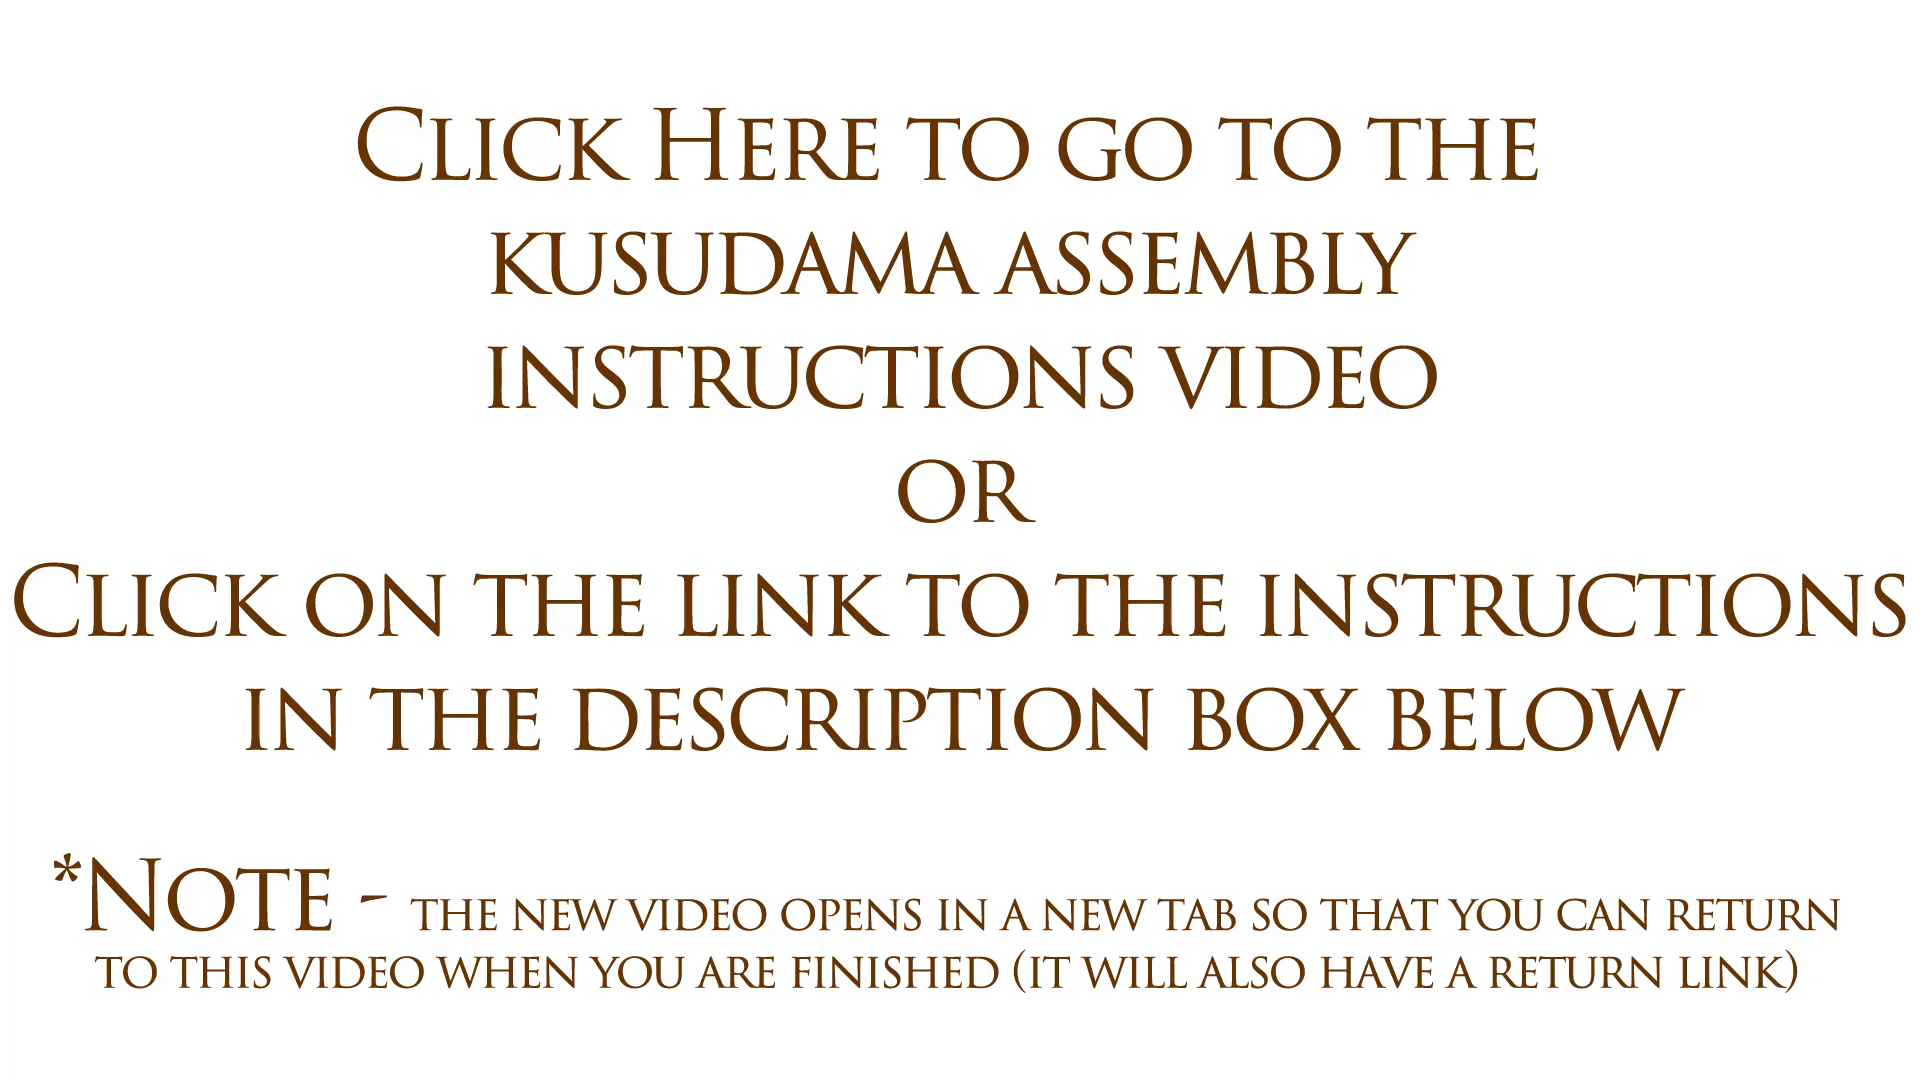 Click Here to go to the
kusudama assembly
instructions video
or
Click on the link to the instructions
in the description box below
*Note - the new video opens in a new tab so that you can return
to this video when you are finished (it will also have a return link)